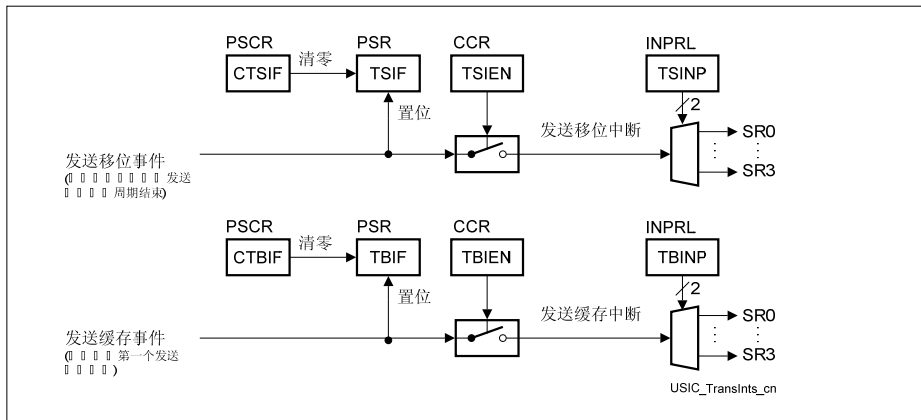 PSCR PSR CCR INPRL
CTSIF 清零 TSIF TSIEN TSINP
置位 2
发送移位中断 SR0
发送移位事件 SR3
( 发送
周期结束)
PSCR PSR CCR INPRL
CTBIF 清零 TBIF TBIEN TBINP
置位 2
发送缓存中断 SR0
发送缓存事件 SR3
( 第一个发送
)
USIC_TransInts_cn